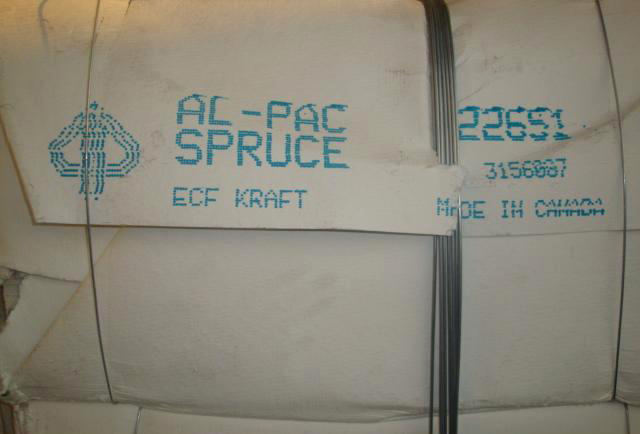 AL-PAC
SPRUCE
ECF KRAFT
22651
3156087
MADE IN CANADA